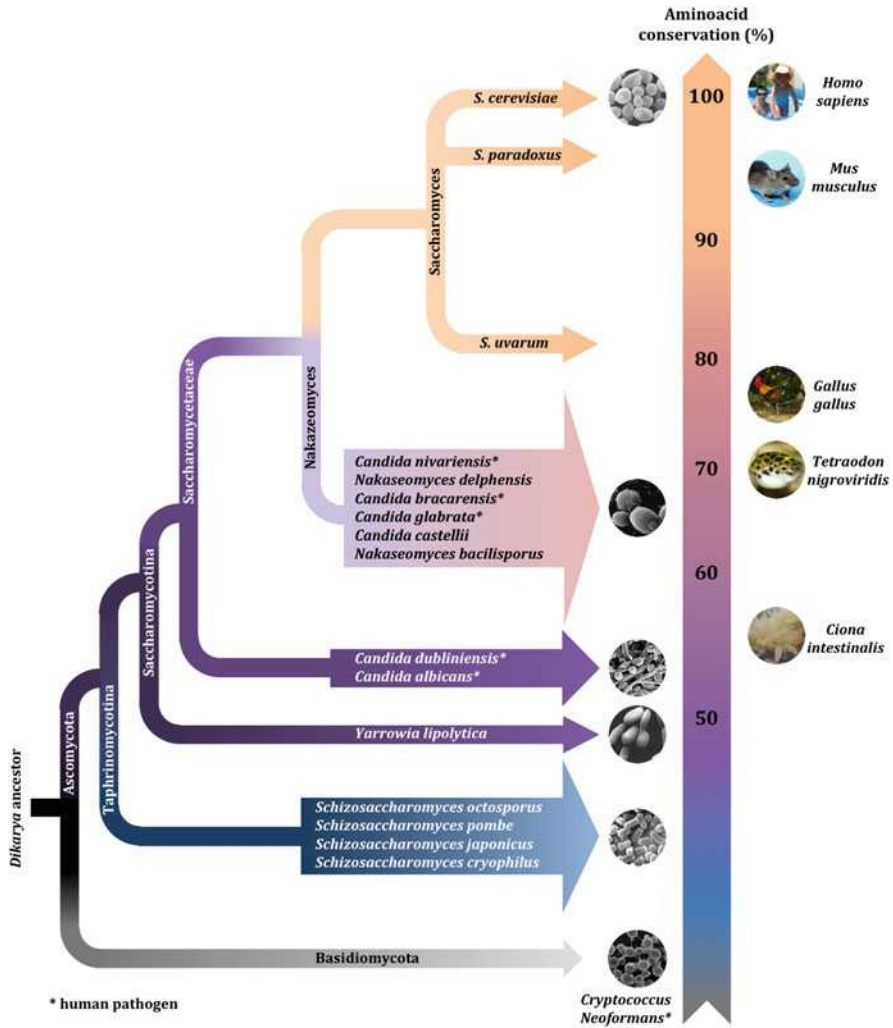 Aminoacid
conservation (%)
S. cerevisiae
100
Homo
sapiens
S. paradoxus
Mus
musculus
Saccharomyces
90
S. uvarum
80
Saccharomycetaceae
Nakazeomyces
Gallus
gallus
Candida nivariensis*
Nakaseomyces delphensis
Candida bracarensis*
Candida glabrata*
Candida castellii
Nakaseomyces bacilisporus
70
Tetraodon
nigroviridis
60
Saccharomycotina
Candida dubliniensis*
Candida albicans*
Ciona
intestinalis
50
Yarrowia lipolytica
Ascomycota
Taphrinomycotina
Dikarya ancestor
Schizosaccharomyces octosporus
Schizosaccharomyces pombe
Schizosaccharomyces japonicus
Schizosaccharomyces cryophilus
Basidiomycota
* human pathogen
Cryptococcus
Neoformans*